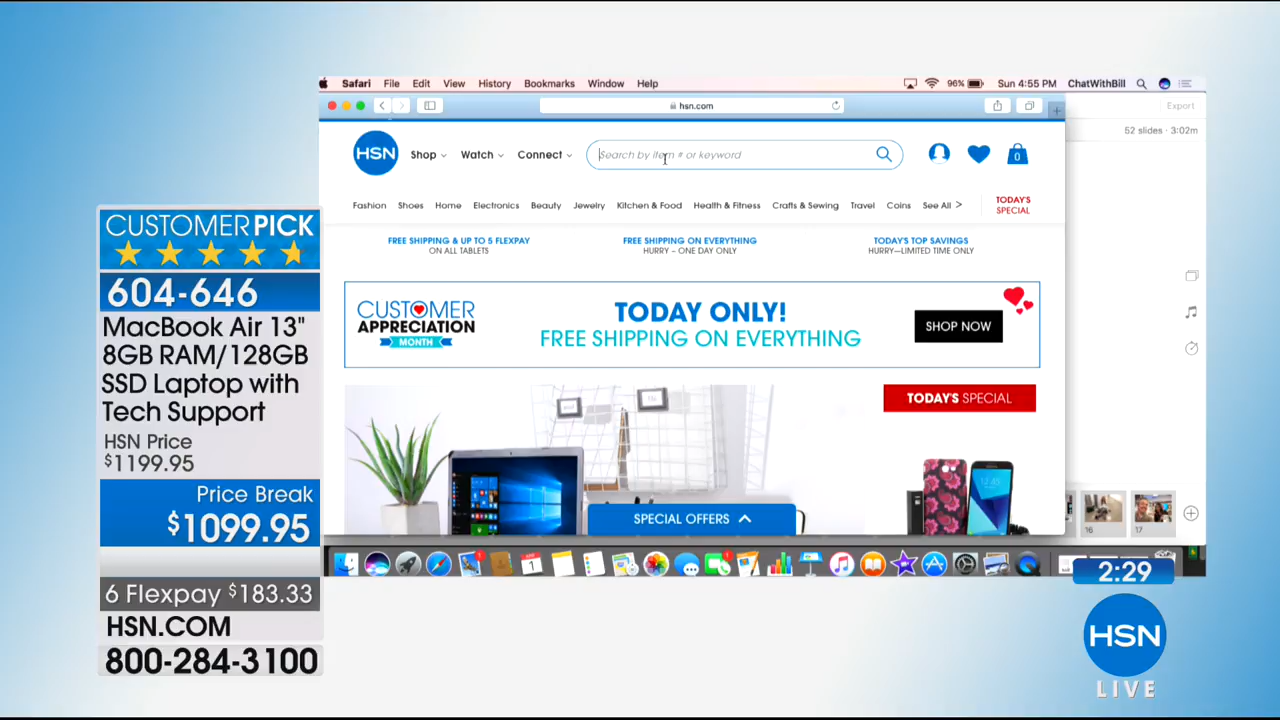 Safari File Edit View History Bookmarks Window Help 96% Sun 4:55 PM ChatWithBill
hsn.com
Export
52 slides · 3:02m
HSN Shop Watch Connect Search by item # or keyword 0
Fashion Shoes Home Electronics Beauty Jewelry Kitchen & Food Health & Fitness Crafts & Sewing Travel Coins See All > TODAY'S
SPECIAL
FREE SHIPPING & UP TO 5 FLEXPAY
ON ALL TABLETS
FREE SHIPPING ON EVERYTHING
HURRY – ONE DAY ONLY
TODAY'S TOP SAVINGS
HURRY—LIMITED TIME ONLY
CUSTOMER
APPRECIATION
MONTH
TODAY ONLY!
FREE SHIPPING ON EVERYTHING
SHOP NOW
TODAY'S SPECIAL
SPECIAL OFFERS
16 17
CUSTOMER PICK
604-646
MacBook Air 13"
8GB RAM/128GB
SSD Laptop with
Tech Support
HSN Price
$1199.95
Price Break
$1099.95
6 Flexpay $183.33
HSN.COM
800-284-3100
2:29
HSN
LIVE